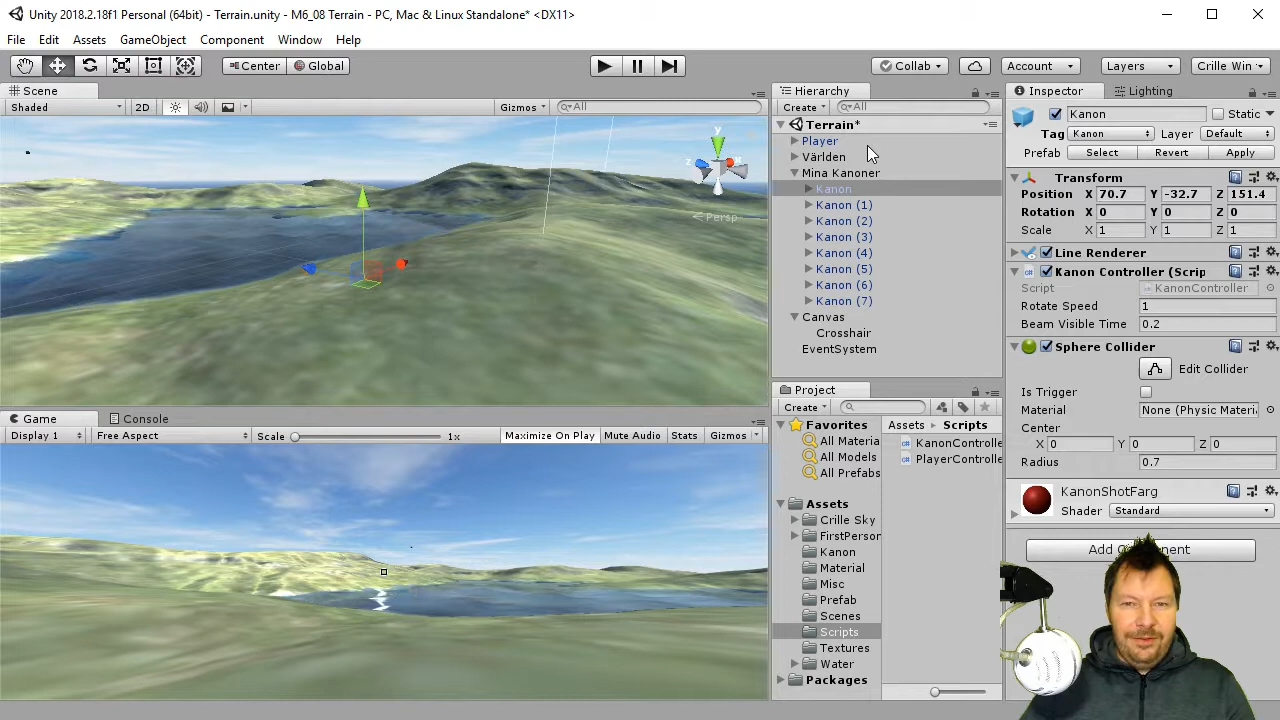 Unity 2018.2.18f1 Personal (64bit) - Terrain.unity - M6_08 Terrain - PC, Mac & Linux Standalone* <DX11>
File Edit Assets GameObject Component Window Help
Center Global Collab Account Layers Crille Win
Scene
Shaded 2D Gizmos All
y
z x
Persp
Game Console
Display 1 Free Aspect Scale 1x Maximize On Play Mute Audio Stats Gizmos
Hierarchy
Create All
Terrain*
Player
Världen
Mina Kanoner
Kanon
Kanon (1)
Kanon (2)
Kanon (3)
Kanon (4)
Kanon (5)
Kanon (6)
Kanon (7)
Canvas
Crosshair
EventSystem
Project
Create
Favorites
All Materia
All Models
All Prefabs
Assets
Crille Sky
FirstPerson
Kanon
Material
Misc
Prefab
Scenes
Scripts
Textures
Water
Packages
Assets Scripts
KanonControlle
PlayerControlle
Inspector Lighting
Kanon Static
Tag Kanon Layer Default
Prefab Select Revert Apply
Transform
Position X 70.7 Y -32.7 Z 151.4
Rotation X 0 Y 0 Z 0
Scale X 1 Y 1 Z 1
Line Renderer
Kanon Controller (Scrip
Script KanonController
Rotate Speed 1
Beam Visible Time 0.2
Sphere Collider
Edit Collider
Is Trigger
Material None (Physic Materi
Center
X 0 Y 0 Z 0
Radius 0.7
KanonShotFarg
Shader Standard